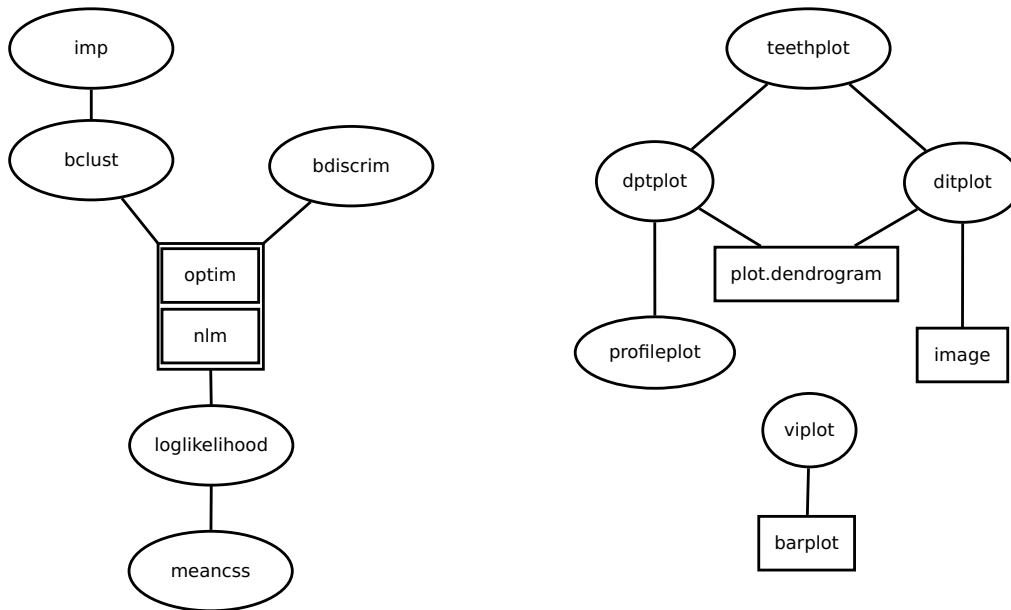 imp
bclust
bdiscrim
optim
nlm
loglikelihood
meancss
teethplot
dptplot
ditplot
plot.dendrogram
profileplot
image
viplot
barplot